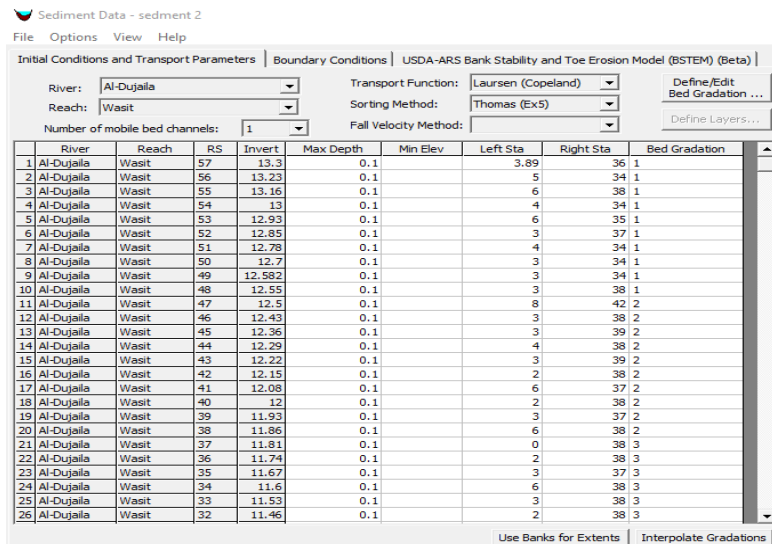 Sediment Data - sedment 2
File Options View Help
Initial Conditions and Transport Parameters Boundary Conditions USDA-ARS Bank Stability and Toe Erosion Model (BSTEM) (Beta)
River: Al-Dujaila Transport Function: Laursen (Copeland) Define/Edit Bed Gradation ...
Reach: Wasit Sorting Method: Thomas (Ex5)
Number of mobile bed channels: 1 Fall Velocity Method: Define Layers...
River Reach RS Invert Max Depth Min Elev Left Sta Right Sta Bed Gradation
1 Al-Dujaila Wasit 57 13.3 0.1 3.89 36 1
2 Al-Dujaila Wasit 56 13.23 0.1 5 34 1
3 Al-Dujaila Wasit 55 13.16 0.1 6 38 1
4 Al-Dujaila Wasit 54 13 0.1 4 34 1
5 Al-Dujaila Wasit 53 12.93 0.1 6 35 1
6 Al-Dujaila Wasit 52 12.85 0.1 3 37 1
7 Al-Dujaila Wasit 51 12.78 0.1 4 34 1
8 Al-Dujaila Wasit 50 12.7 0.1 3 34 1
9 Al-Dujaila Wasit 49 12.582 0.1 3 34 1
10 Al-Dujaila Wasit 48 12.55 0.1 3 38 1
11 Al-Dujaila Wasit 47 12.5 0.1 8 42 2
12 Al-Dujaila Wasit 46 12.43 0.1 3 38 2
13 Al-Dujaila Wasit 45 12.36 0.1 3 39 2
14 Al-Dujaila Wasit 44 12.29 0.1 4 38 2
15 Al-Dujaila Wasit 43 12.22 0.1 3 39 2
16 Al-Dujaila Wasit 42 12.15 0.1 2 38 2
17 Al-Dujaila Wasit 41 12.08 0.1 6 37 2
18 Al-Dujaila Wasit 40 12 0.1 2 38 2
19 Al-Dujaila Wasit 39 11.93 0.1 3 37 2
20 Al-Dujaila Wasit 38 11.86 0.1 6 38 2
21 Al-Dujaila Wasit 37 11.81 0.1 0 38 3
22 Al-Dujaila Wasit 36 11.74 0.1 2 38 3
23 Al-Dujaila Wasit 35 11.67 0.1 3 37 3
24 Al-Dujaila Wasit 34 11.6 0.1 6 38 3
25 Al-Dujaila Wasit 33 11.53 0.1 3 38 3
26 Al-Dujaila Wasit 32 11.46 0.1 2 38 3
Use Banks for Extents Interpolate Gradations